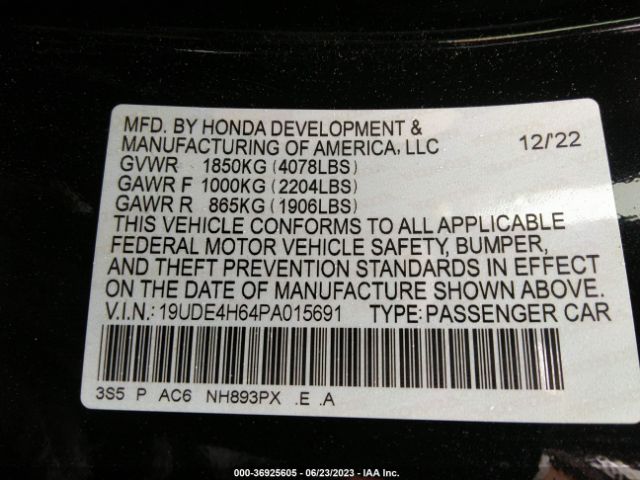 MFD. BY HONDA DEVELOPMENT &
MANUFACTURING OF AMERICA, LLC 12/'22
GVWR 1850KG (4078LBS)
GAWR F 1000KG (2204LBS)
GAWR R 865KG (1906LBS)
THIS VEHICLE CONFORMS TO ALL APPLICABLE
FEDERAL MOTOR VEHICLE SAFETY, BUMPER,
AND THEFT PREVENTION STANDARDS IN EFFECT
ON THE DATE OF MANUFACTURE SHOWN ABOVE.
V.I.N.: 19UDE4H64PA015691 TYPE: PASSENGER CAR
3S5 P AC6 NH893PX .E .A
000-36925605 - 06/23/2023 - IAA Inc.